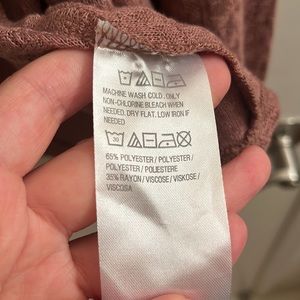 MACHINE WASH COLD. ONLY
NON-CHLORINE BLEACH WHEN
NEEDED. DRY FLAT. LOW IRON IF
NEEDED
30
65% POLYESTER / POLYESTER /
POLYESTER / POLIESTERE
35% RAYON / VISCOSE / VISKOSE /
VISCOSA